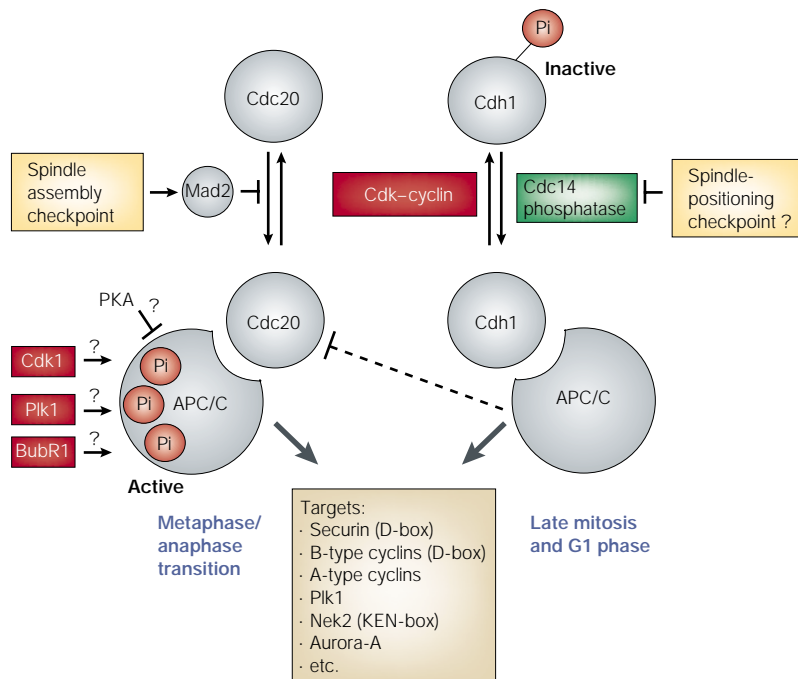 Pi
Inactive
Cdc20
Cdh1
Spindle
assembly
checkpoint
Mad2
Cdk–cyclin
Cdc14
phosphatase
Spindle-
positioning
checkpoint ?
PKA
?
Cdc20
Cdh1
?
Cdk1
Pi
?
Plk1
Pi
APC/C
APC/C
?
BubR1
Pi
Active
Metaphase/
anaphase
transition
Targets:
· Securin (D-box)
· B-type cyclins (D-box)
· A-type cyclins
· Plk1
· Nek2 (KEN-box)
· Aurora-A
· etc.
Late mitosis
and G1 phase